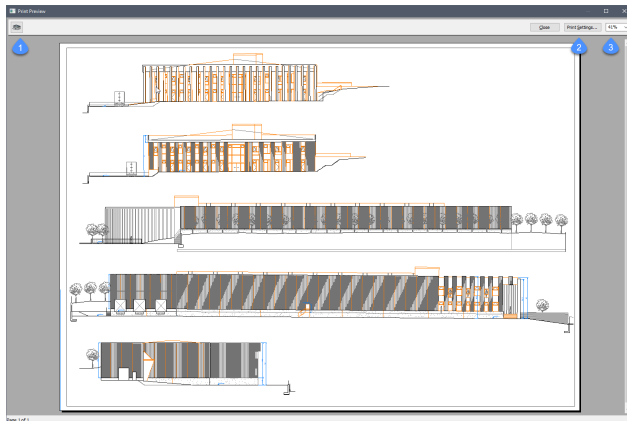 Print Preview
Close
Print Settings...
41%
1
2
3
Page 1 of 1